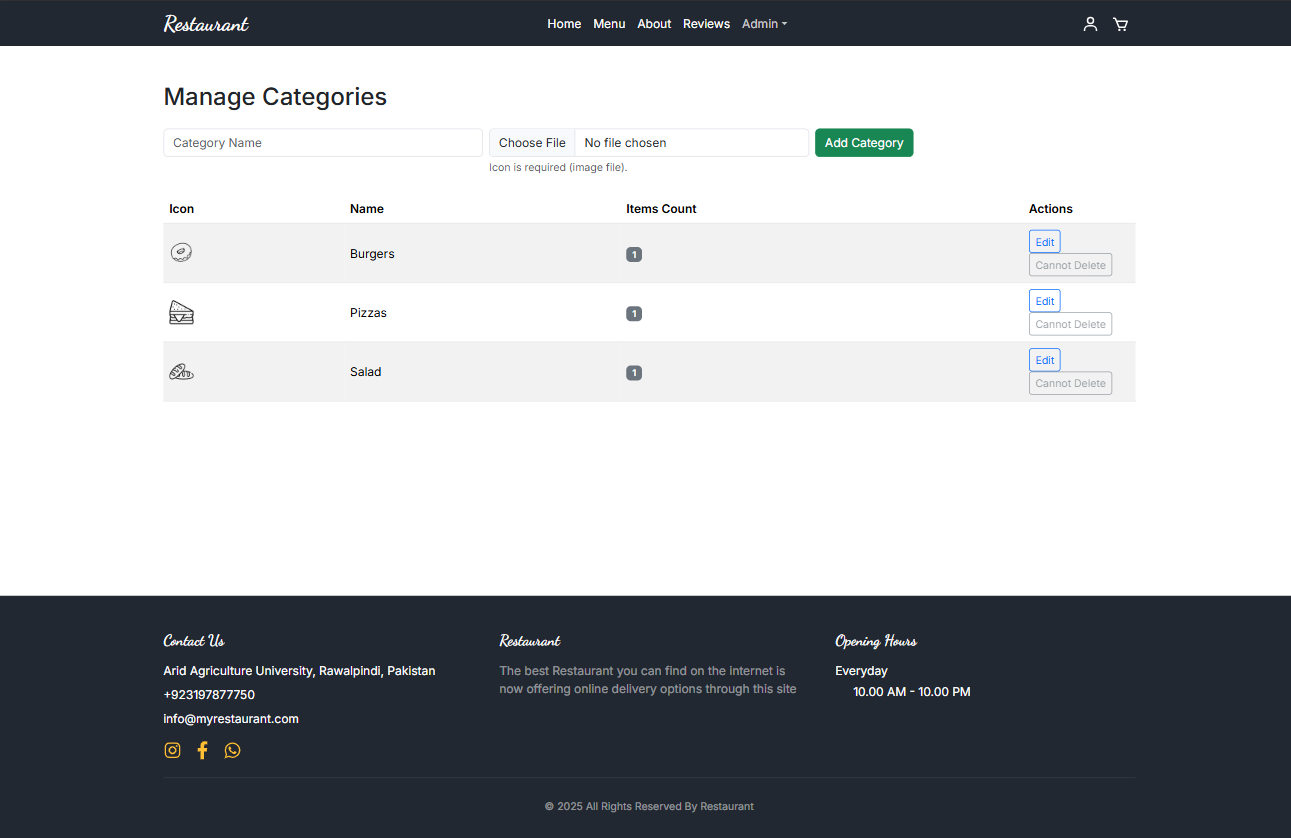 Restaurant Home Menu About Reviews Admin
Manage Categories
Category Name Choose File No file chosen Add Category
Icon is required (image file).
Icon Name Items Count Actions
Burgers 1 Edit
Cannot Delete
Pizzas 1 Edit
Cannot Delete
Salad 1 Edit
Cannot Delete
Contact Us
Arid Agriculture University, Rawalpindi, Pakistan
+923197877750
info@myrestaurant.com
Restaurant
The best Restaurant you can find on the internet is
now offering online delivery options through this site
Opening Hours
Everyday
10.00 AM - 10.00 PM
© 2025 All Rights Reserved By Restaurant